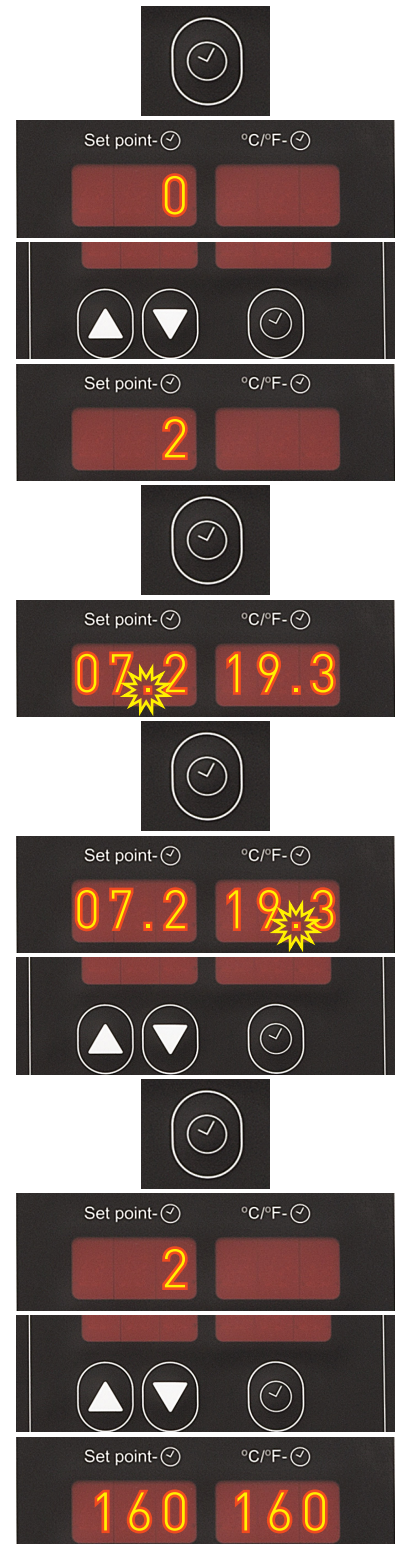 Set point- °C/°F-
0
Set point- °C/°F-
2
Set point- °C/°F-
07.2 19.3
Set point- °C/°F-
07.2 19.3
Set point- °C/°F-
2
Set point- °C/°F-
160 160